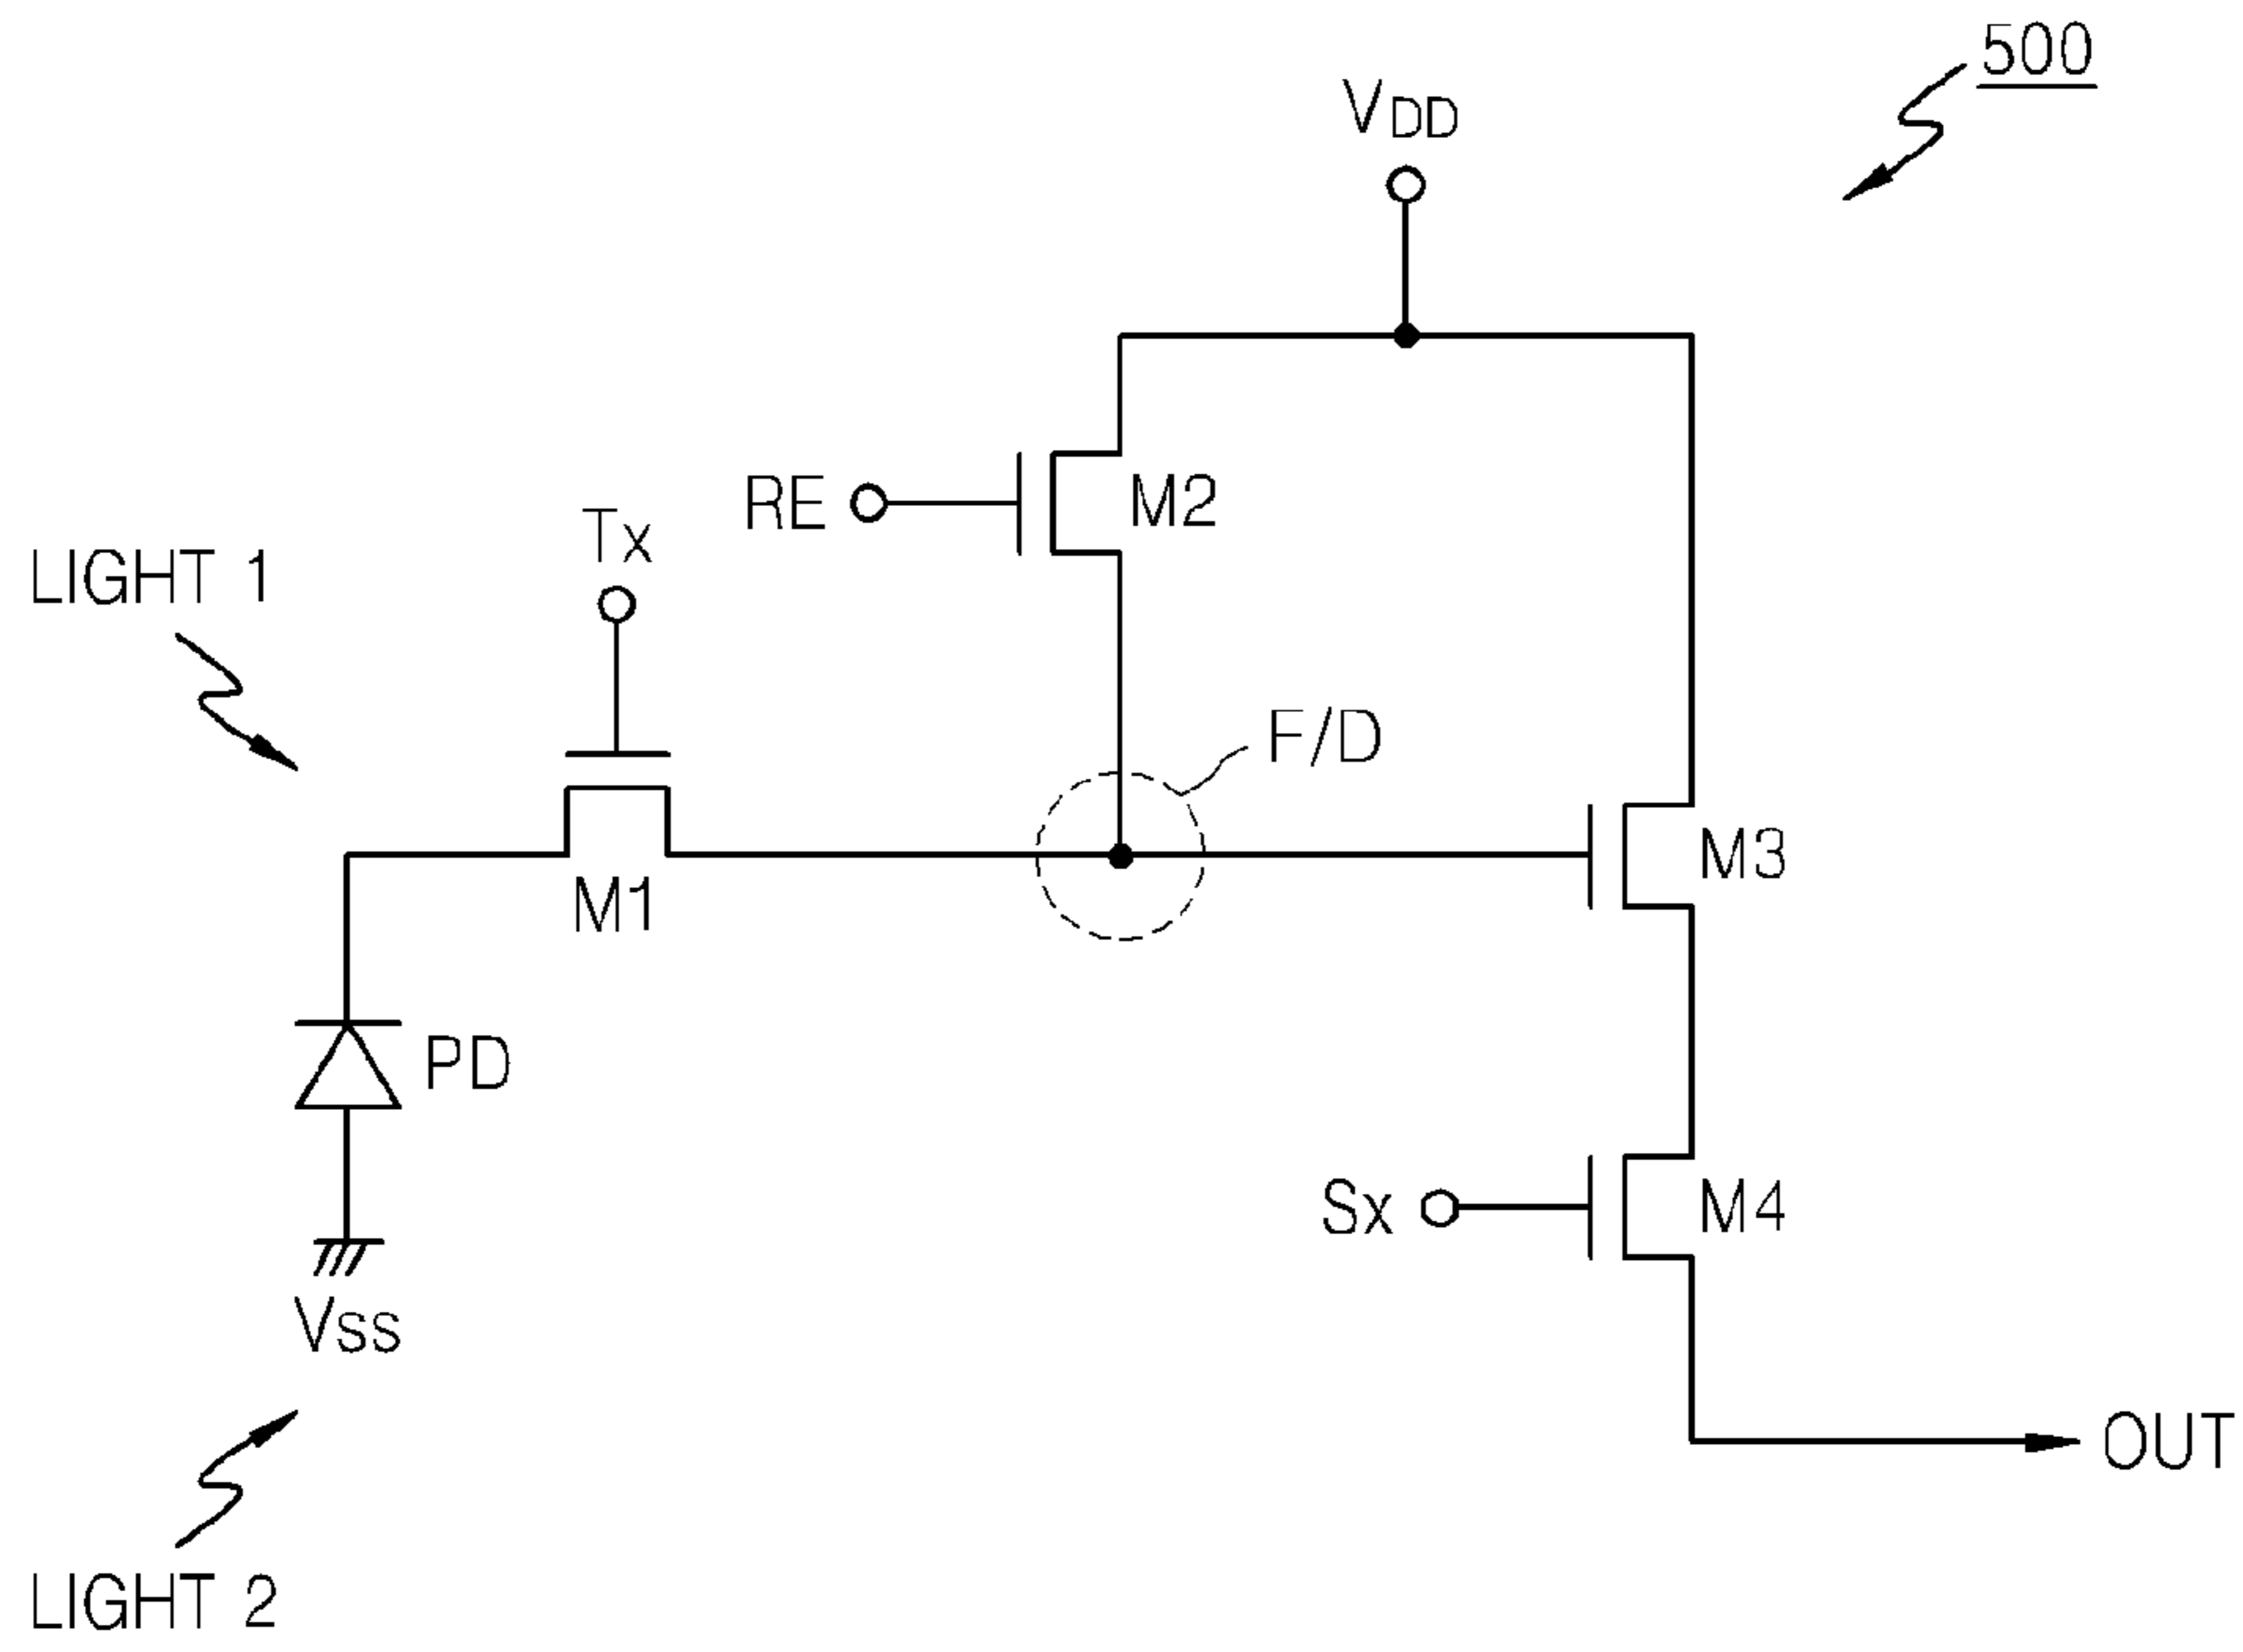 500
VDD
RE
M2
Tx
LIGHT 1
F/D
M3
M1
PD
Sx
M4
VSS
OUT
LIGHT 2